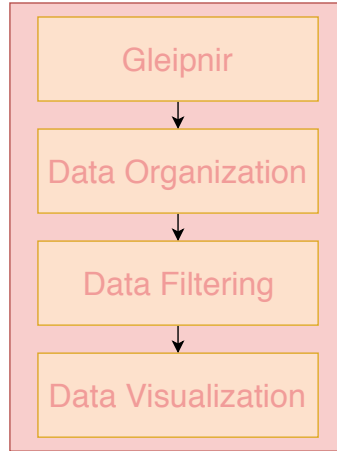 Gleipnir
Data Organization
Data Filtering
Data Visualization